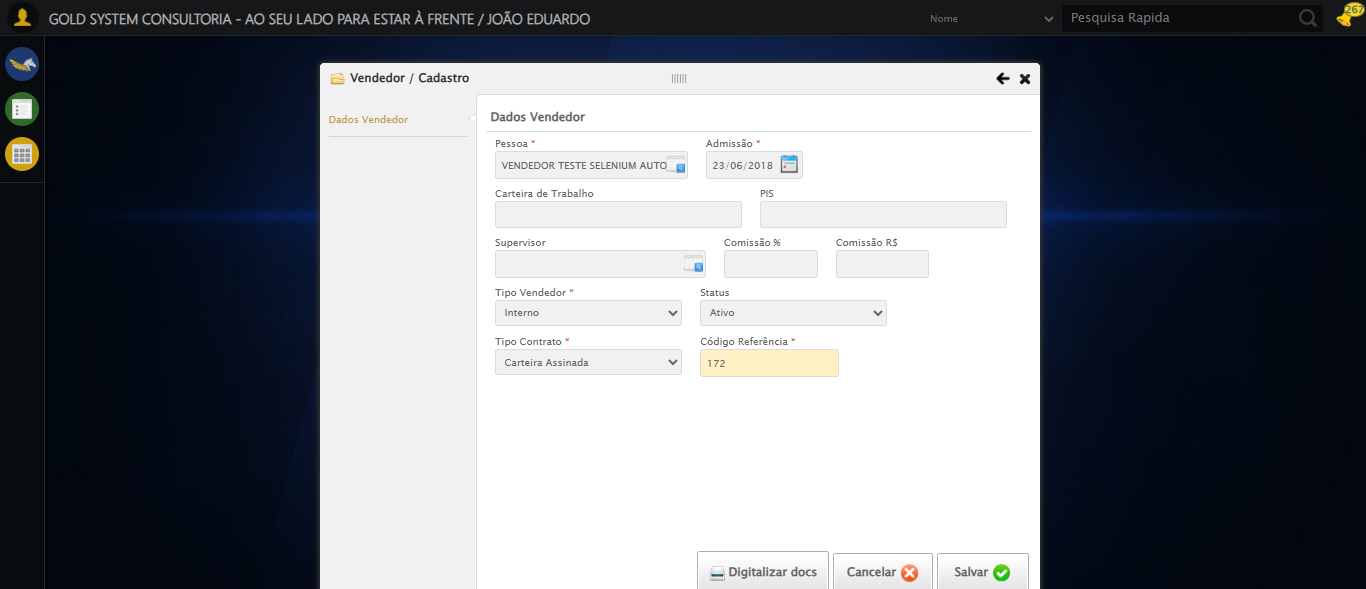 GOLD SYSTEM CONSULTORIA - AO SEU LADO PARA ESTAR À FRENTE / JOÃO EDUARDO
Nome
Pesquisa Rapida
267
Vendedor / Cadastro
Dados Vendedor
Dados Vendedor
Pessoa * Admissão *
VENDEDOR TESTE SELENIUM AUTO 23/06/2018
Carteira de Trabalho PIS
Supervisor Comissão % Comissão R$
Tipo Vendedor * Status
Interno Ativo
Tipo Contrato * Código Referência *
Carteira Assinada 172
Digitalizar docs Cancelar Salvar